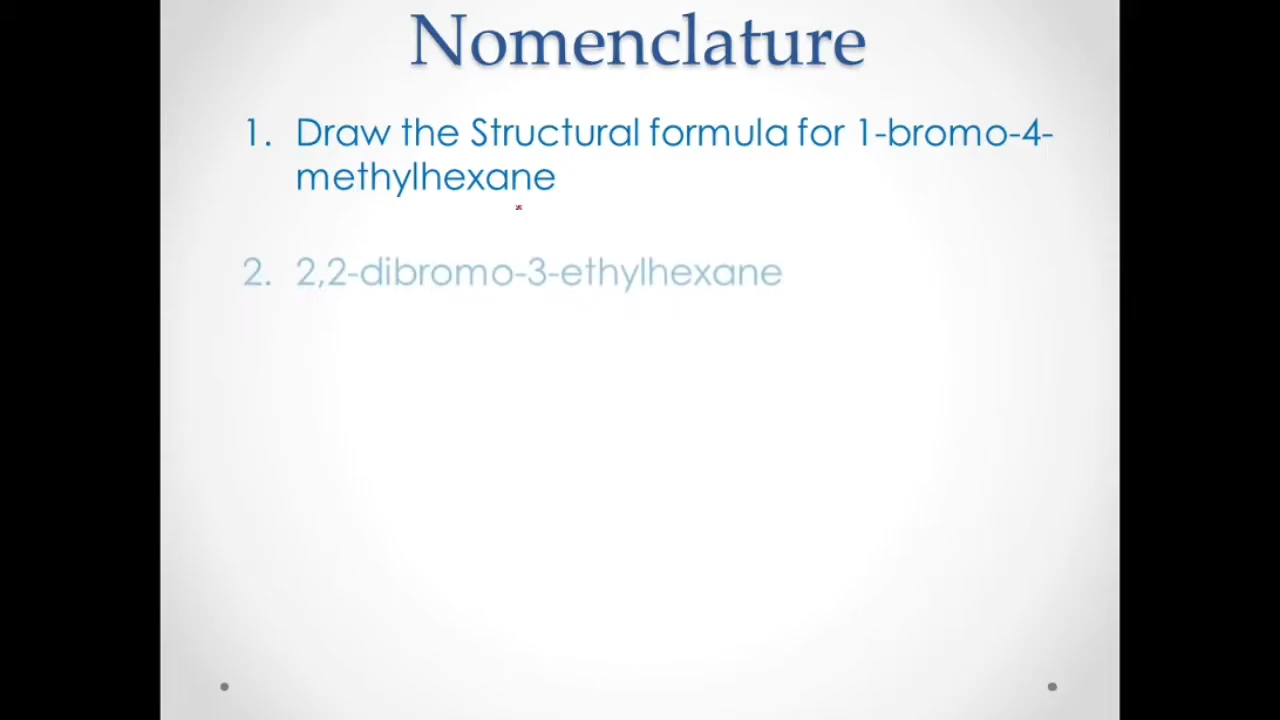 Nomenclature
1. Draw the Structural formula for 1-bromo-4-
methylhexane
2. 2,2-dibromo-3-ethylhexane